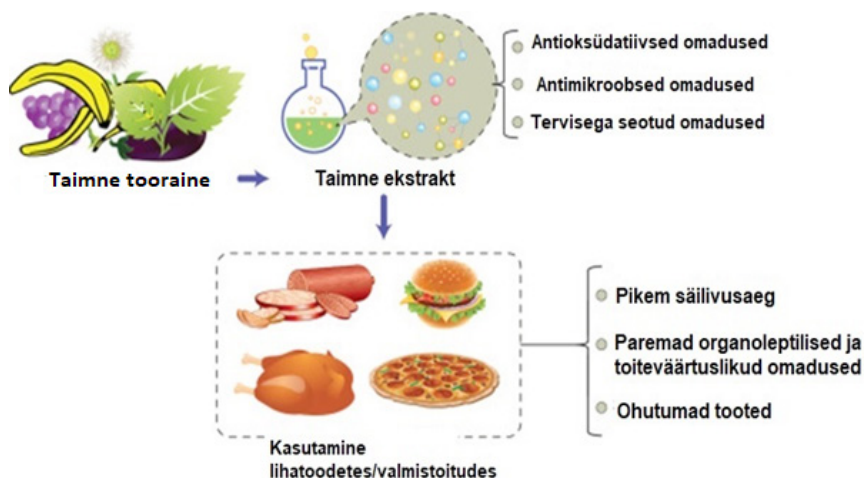 Antioksüdatiivsed omadused
Antimikroobsed omadused
Tervisega seotud omadused
Taimne tooraine
Taimne ekstrakt
Pikem säilivusaeg
Paremad organoleptilised ja
toiteväärtuslikud omadused
Ohutumad tooted
Kasutamine
lihatoodetes/valmistoitudes